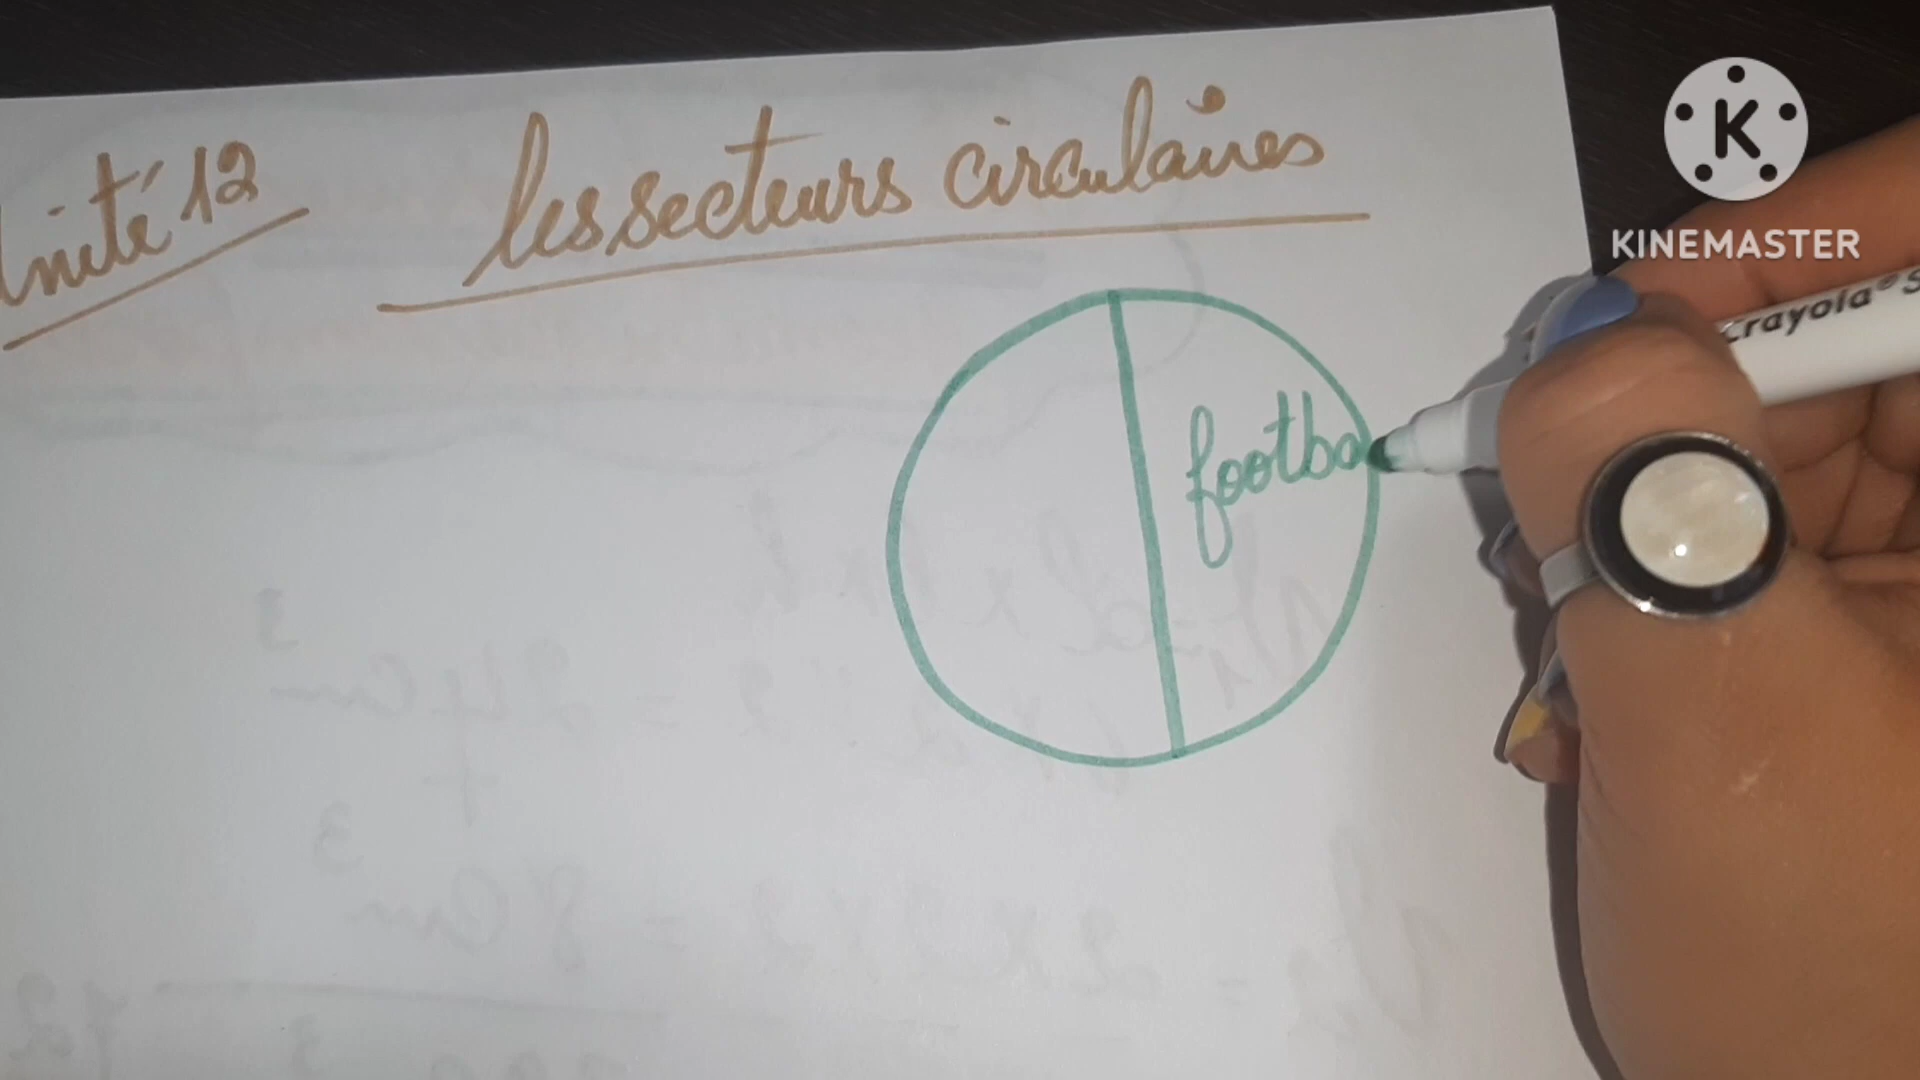 Unité 12
les secteurs circulaires
footba
Crayola® S
K
KINEMASTER